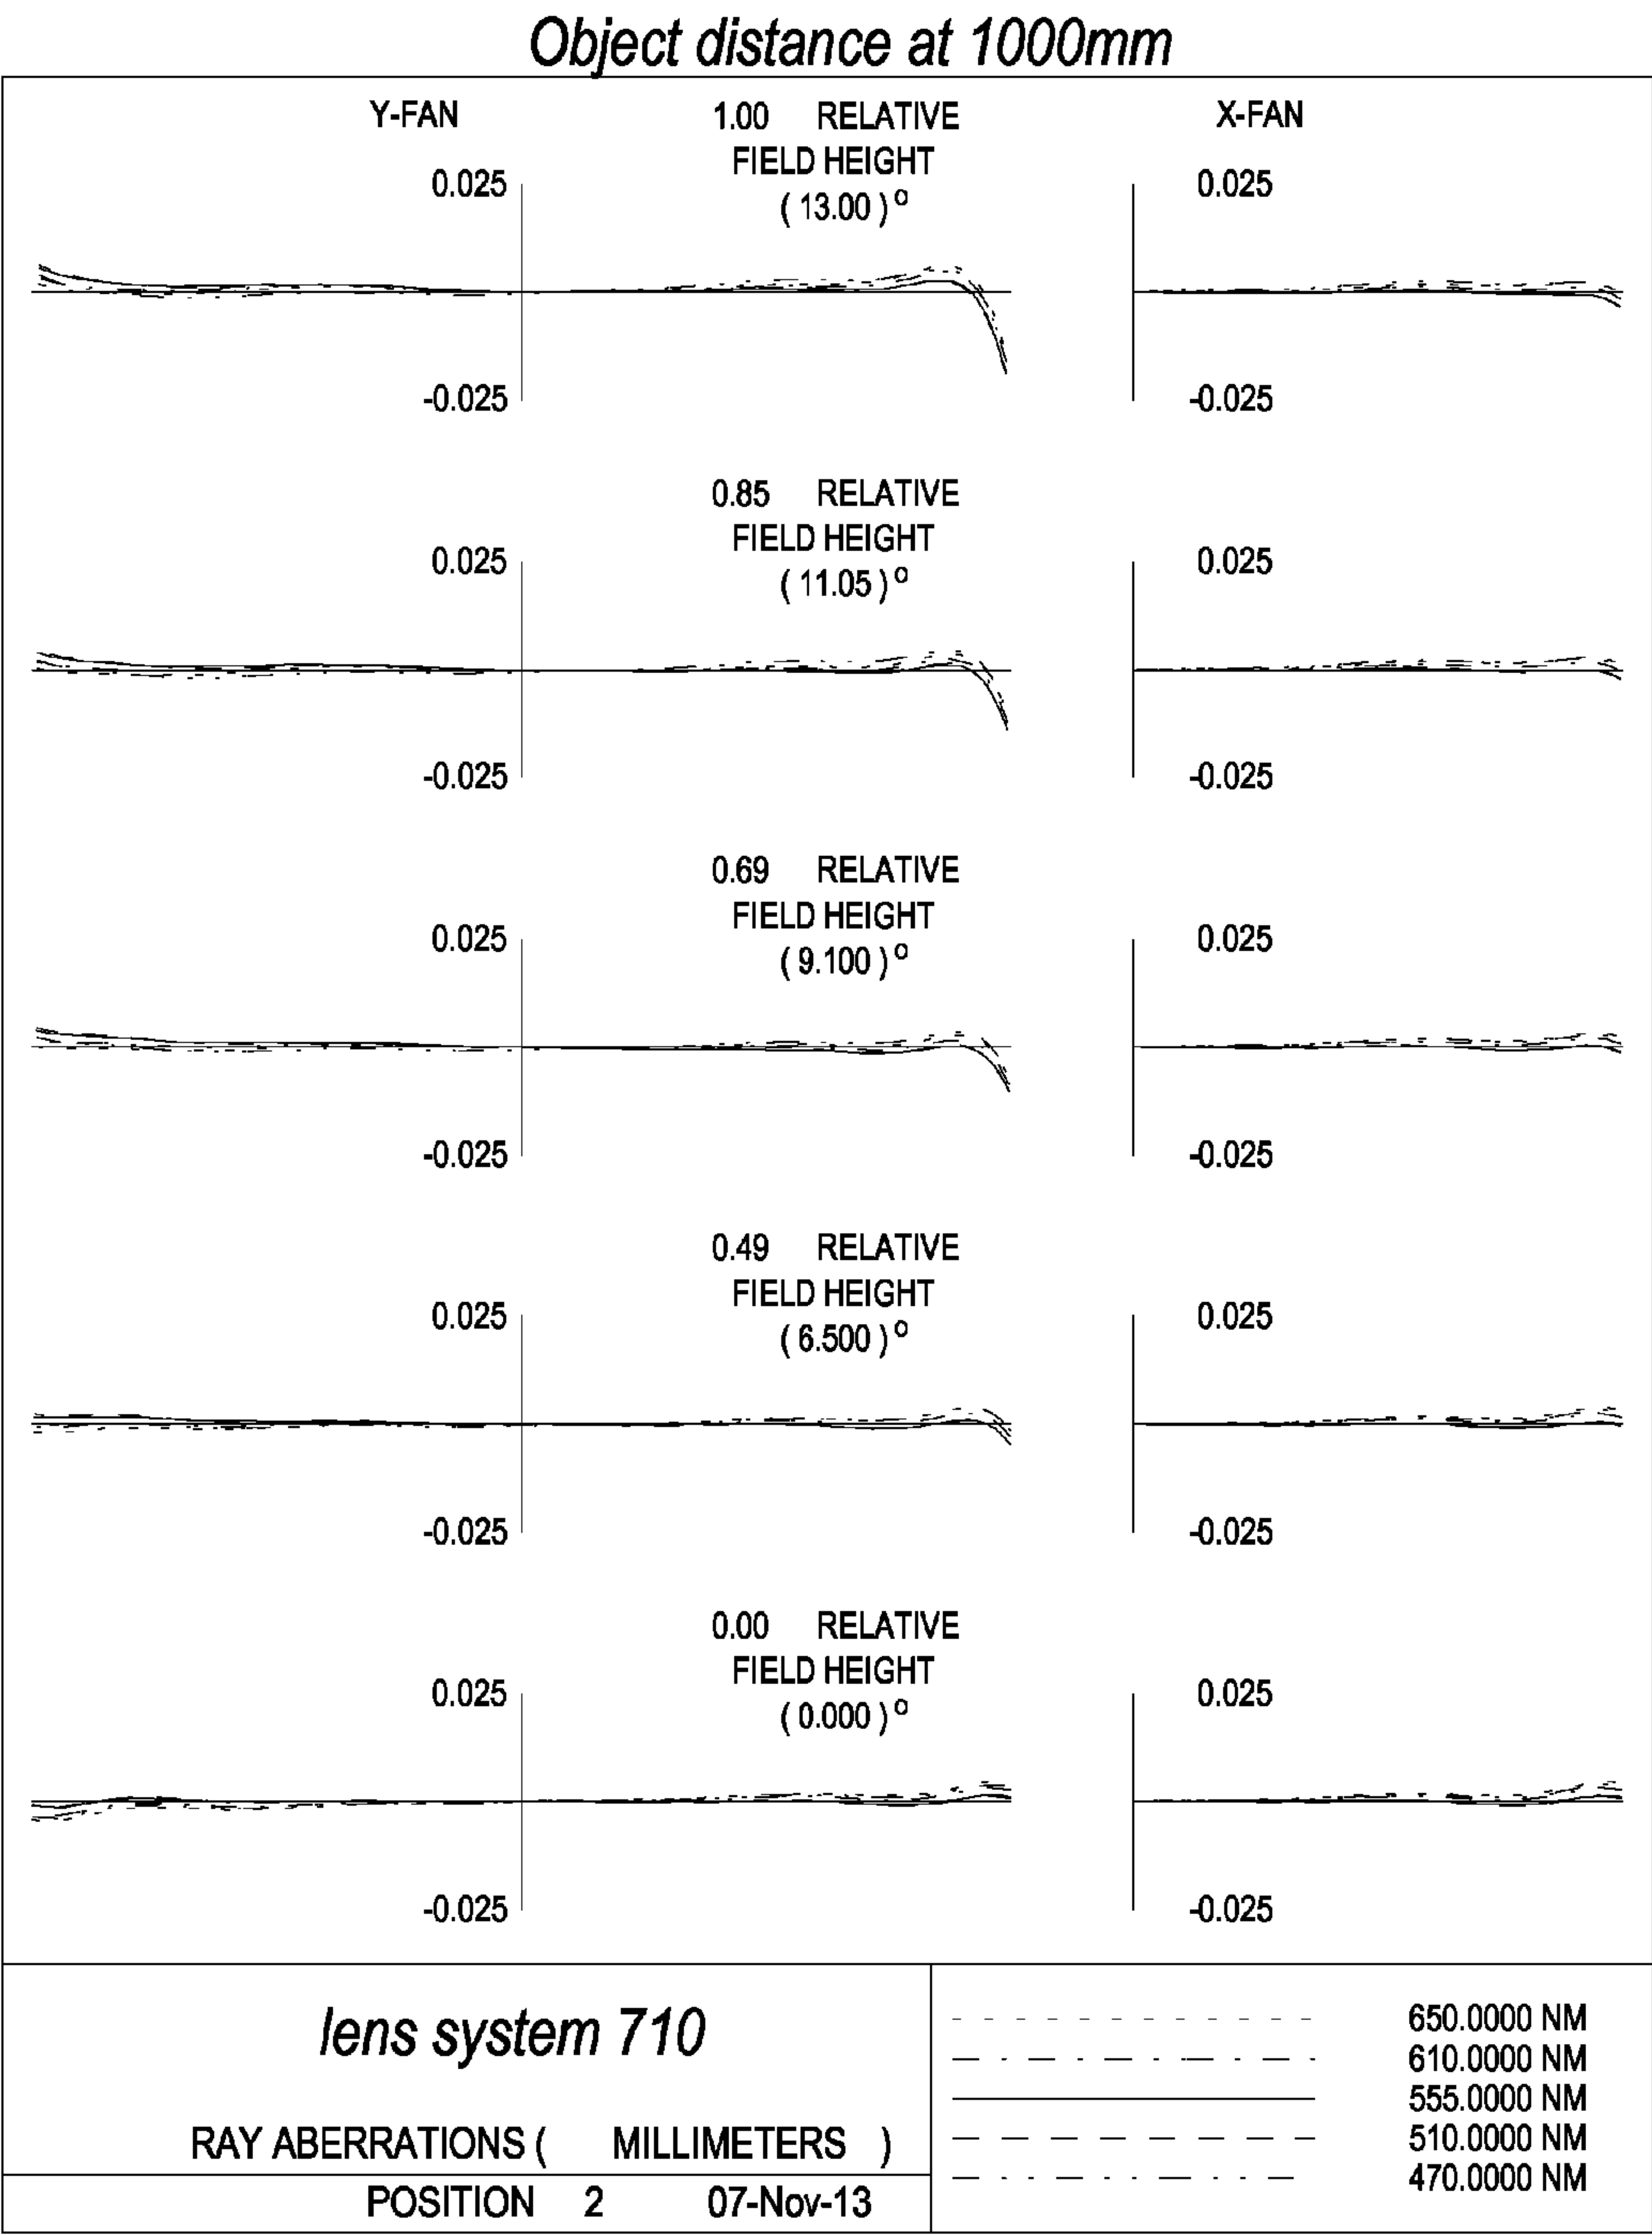 Object distance at 1000mm
Y-FAN 1.00 RELATIVE X-FAN
FIELD HEIGHT
0.025 ( 13.00 )º 0.025
-0.025 -0.025
0.85 RELATIVE
FIELD HEIGHT
0.025 ( 11.05 )º 0.025
-0.025 -0.025
0.69 RELATIVE
FIELD HEIGHT
0.025 ( 9.100 )º 0.025
-0.025 -0.025
0.49 RELATIVE
FIELD HEIGHT
0.025 ( 6.500 )º 0.025
-0.025 -0.025
0.00 RELATIVE
FIELD HEIGHT
0.025 ( 0.000 )º 0.025
-0.025 -0.025
lens system 710
RAY ABERRATIONS ( MILLIMETERS )
POSITION 2 07-Nov-13
650.0000 NM
610.0000 NM
555.0000 NM
510.0000 NM
470.0000 NM